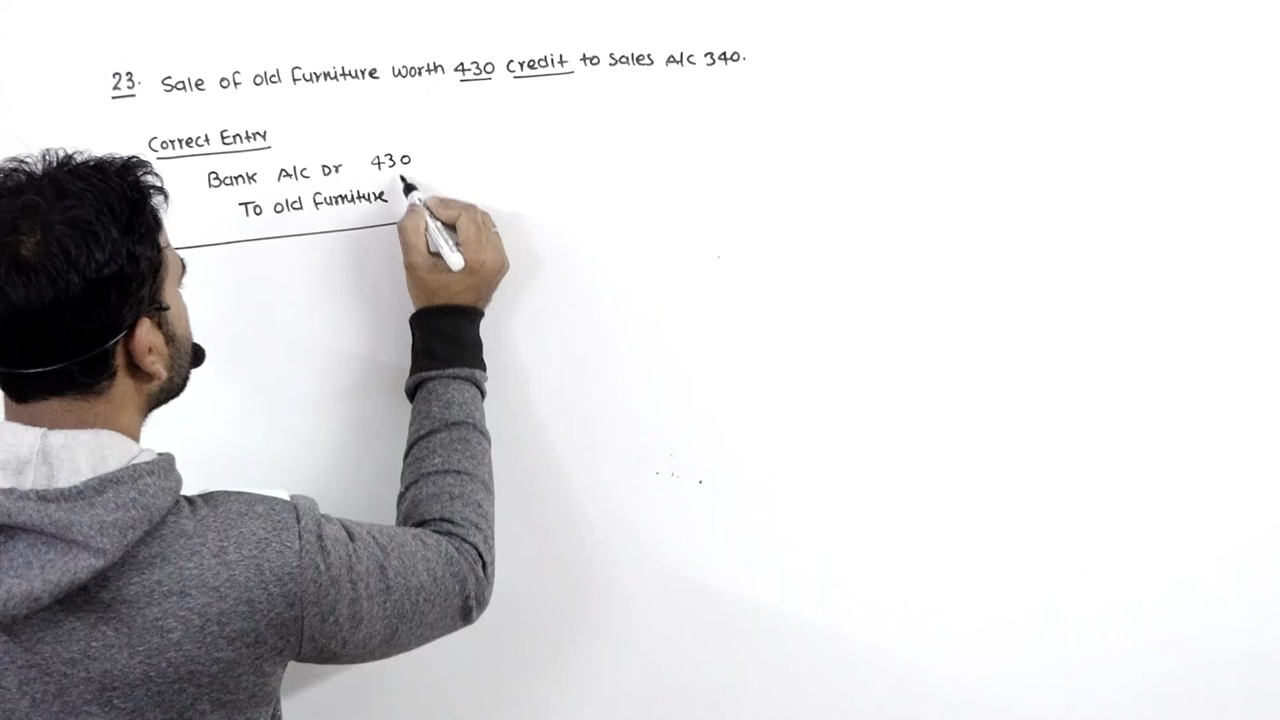 23. Sale of old furniture worth 430 credit to Sales A/C 340.
Correct Entry
Bank A/C Dr 430
To old furniture